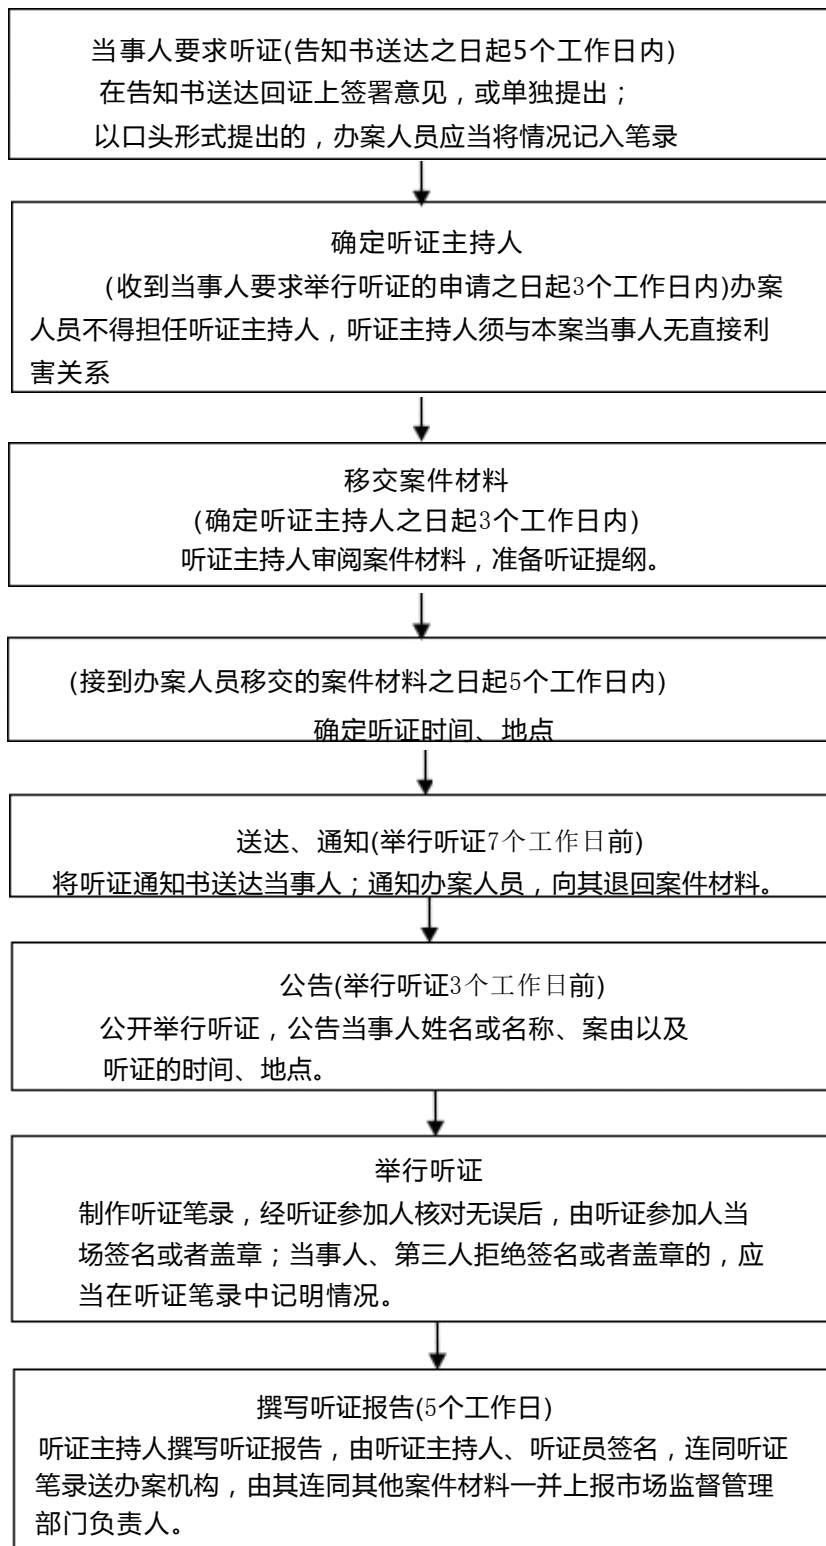 当事人要求听证(告知书送达之日起5个工作日内)
在告知书送达回证上签署意见，或单独提出；
以口头形式提出的，办案人员应当将情况记入笔录
确定听证主持人
(收到当事人要求举行听证的申请之日起3个工作日内)办案
人员不得担任听证主持人，听证主持人须与本案当事人无直接利
害关系
移交案件材料
(确定听证主持人之日起3个工作日内)
听证主持人审阅案件材料，准备听证提纲。
(接到办案人员移交的案件材料之日起5个工作日内)
确定听证时间、地点
送达、通知(举行听证7个工作日前)
将听证通知书送达当事人；通知办案人员，向其退回案件材料。
公告(举行听证3个工作日前)
公开举行听证，公告当事人姓名或名称、案由以及
听证的时间、地点。
举行听证
制作听证笔录，经听证参加人核对无误后，由听证参加人当
场签名或者盖章；当事人、第三人拒绝签名或者盖章的，应
当在听证笔录中记明情况。
撰写听证报告(5个工作日)
听证主持人撰写听证报告，由听证主持人、听证员签名，连同听证
笔录送办案机构，由其连同其他案件材料一并上报市场监督管理
部门负责人。